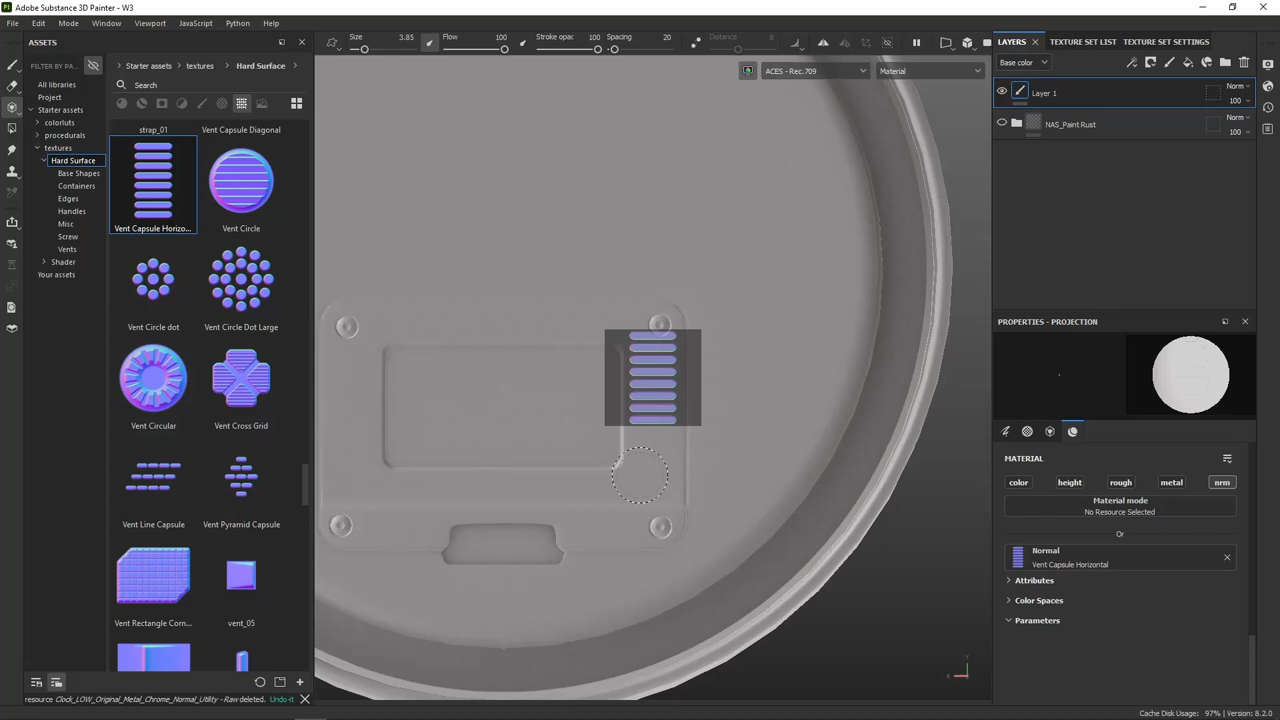 Adobe Substance 3D Painter - W3
File Edit Mode Window Viewport JavaScript Python Help
ASSETS
Size 3.85
Flow 100
Stroke opac 100
Spacing 20
Distance 8
LAYERS
TEXTURE SET LIST
TEXTURE SET SETTINGS
FILTER BY PA
Starter assets
textures
Hard Surface
Base color
ACES - Rec.709
Material
All libraries
Search
Project
Starter assets
colorluts
procedurals
textures
Hard Surface
Base Shapes
Containers
Edges
Handles
Misc
Screw
Vents
Shader
Your assets
strap_01
Vent Capsule Diagonal
Vent Capsule Horizo...
Vent Circle
Vent Circle dot
Vent Circle Dot Large
Vent Circular
Vent Cross Grid
Vent Line Capsule
Vent Pyramid Capsule
Vent Rectangle Corn...
vent_05
Layer 1
Norm
100
NAS_Paint Rust
Norm
100
PROPERTIES - PROJECTION
MATERIAL
color
height
rough
metal
nrm
Material mode
No Resource Selected
Or
Normal
Vent Capsule Horizontal
Attributes
Color Spaces
Parameters
resource Clock_LOW_Original_Metal_Chrome_Normal_Utility - Raw deleted. Undo-it
Cache Disk Usage: 97% | Version: 8.2.0